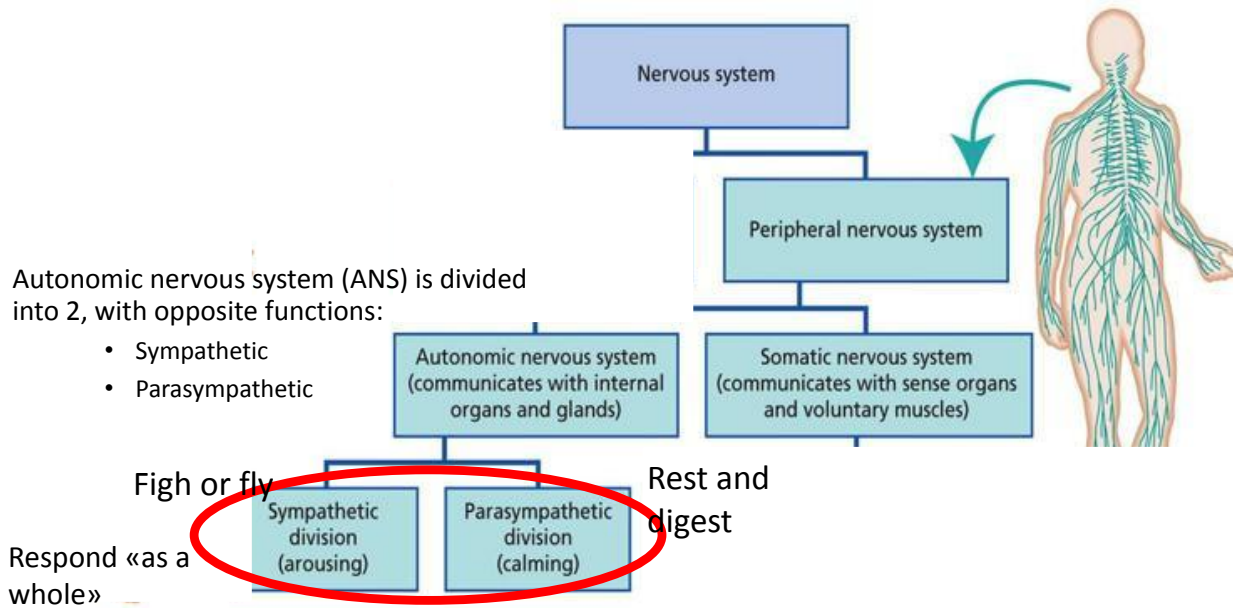 Nervous system
Peripheral nervous system
Autonomic nervous system (ANS) is divided
into 2, with opposite functions:
• Sympathetic
• Parasympathetic
Autonomic nervous system
(communicates with internal
organs and glands)
Somatic nervous system
(communicates with sense organs
and voluntary muscles)
Figh or fly
Rest and
digest
Sympathetic
division
(arousing)
Parasympathetic
division
(calming)
Respond «as a
whole»